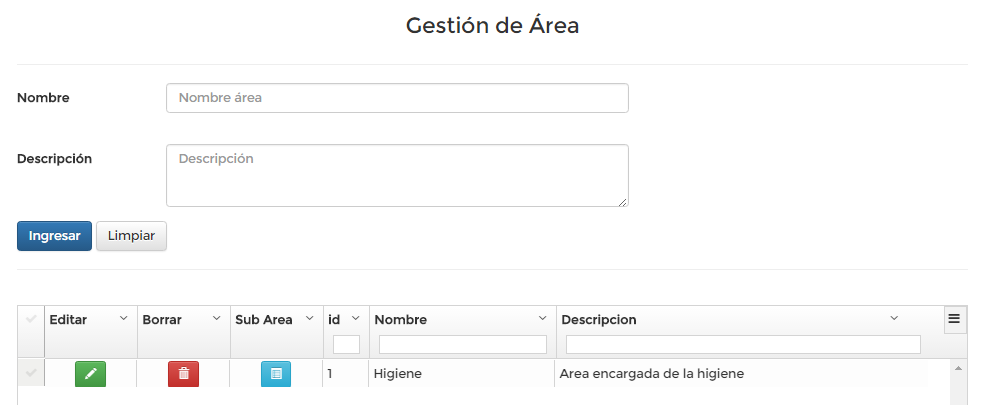 Gestión de Área
Nombre
Nombre área
Descripción
Descripción
Ingresar Limpiar
Editar Borrar Sub Area id Nombre Descripcion
1 Higiene Area encargada de la higiene